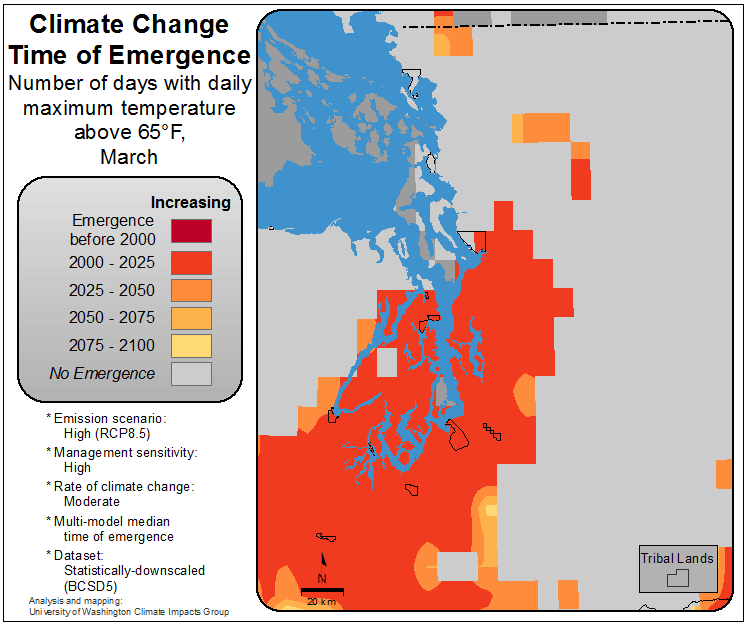 Climate Change
Time of Emergence
Number of days with daily
maximum temperature
above 65°F,
March
Increasing
Emergence
before 2000
2000 - 2025
2025 - 2050
2050 - 2075
2075 - 2100
No Emergence
* Emission scenario:
High (RCP8.5)
* Management sensitivity:
High
* Rate of climate change:
Moderate
* Multi-model median
time of emergence
* Dataset:
Statistically-downscaled
(BCSD5)
Analysis and mapping:
University of Washington Climate Impacts Group
N
20 km
Tribal Lands